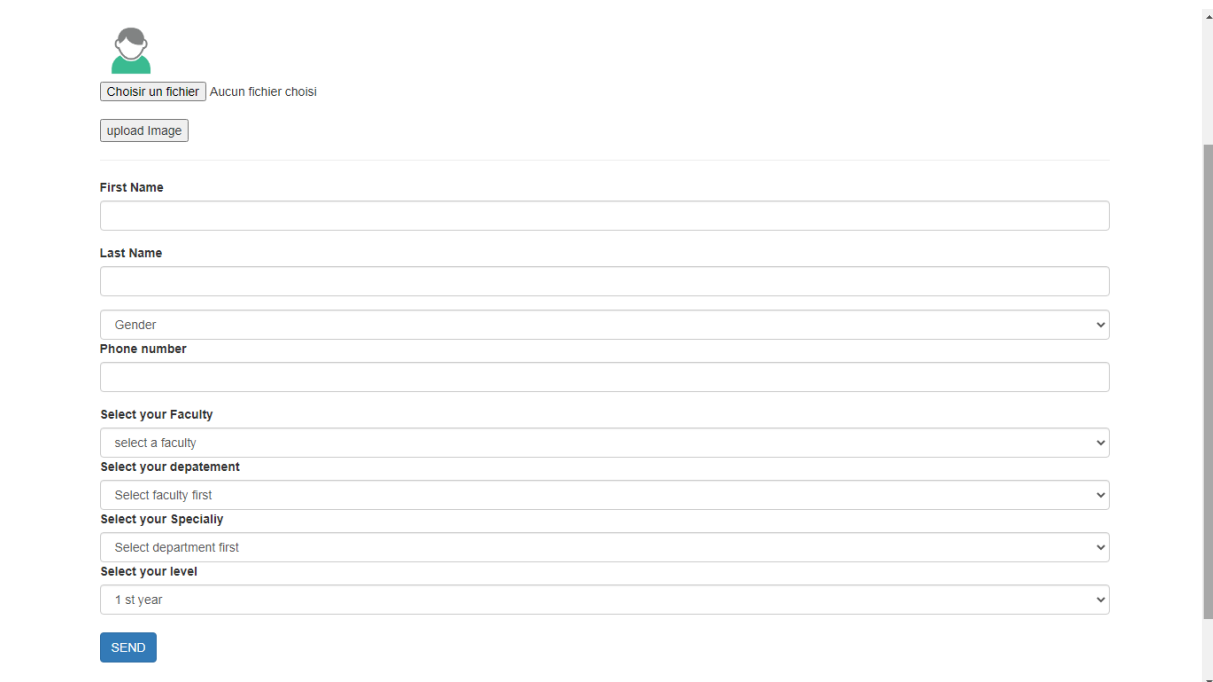 Choisir un fichier Aucun fichier choisi
upload Image
First Name
Last Name
Gender
Phone number
Select your Faculty
select a faculty
Select your depatement
Select faculty first
Select your Specialiy
Select department first
Select your level
1 st year
SEND